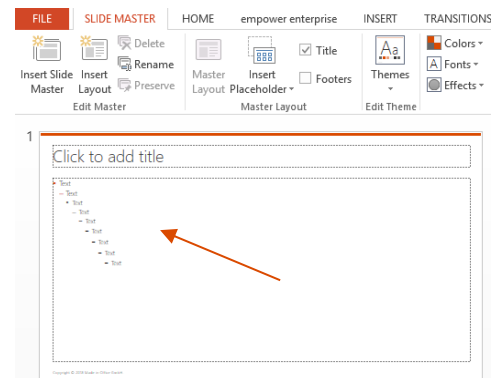 FILE SLIDE MASTER HOME empower enterprise INSERT TRANSITIONS
Delete
Rename
Preserve
Insert Slide Master
Insert Layout
Edit Master
Master Layout
Insert Placeholder
Title
Footers
Master Layout
Aa
Themes
Edit Theme
Colors
A Fonts
Effects
1
Click to add title
Text
Text
Text
Text
Text
Text
Text
Text
Text